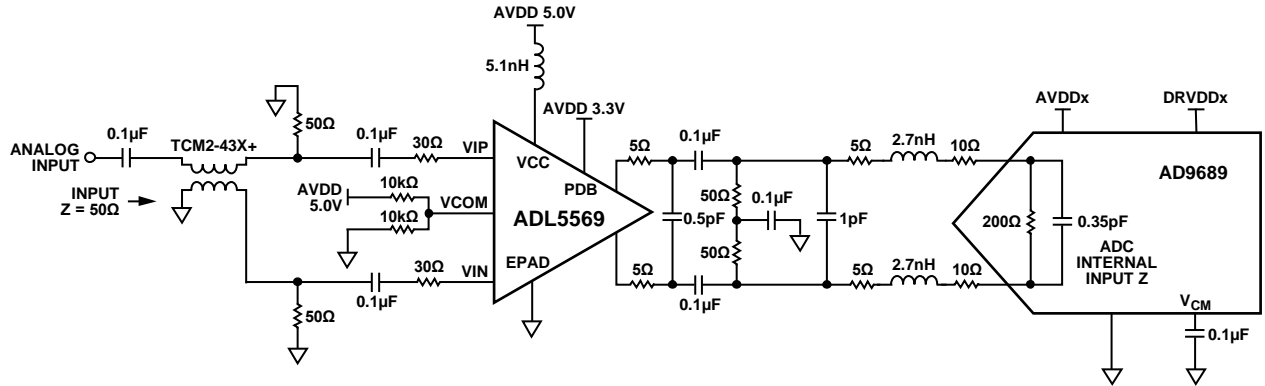 AVDD 5.0V
5.1nH
AVDD 3.3V
AVDDx
DRVDDx
0.1µF
TCM2-43X+
50Ω
0.1µF
30Ω
VIP
VCC
PDB
5Ω
0.1µF
5Ω
2.7nH
10Ω
ANALOG
INPUT
INPUT
Z = 50Ω
AVDD
5.0V
10kΩ
10kΩ
VCOM
ADL5569
0.5pF
50Ω
0.1µF
50Ω
1pF
AD9689
200Ω
0.35pF
ADC
INTERNAL
INPUT Z
EPAD
30Ω
VIN
0.1µF
50Ω
5Ω
0.1µF
5Ω
2.7nH
10Ω
VCM
0.1µF